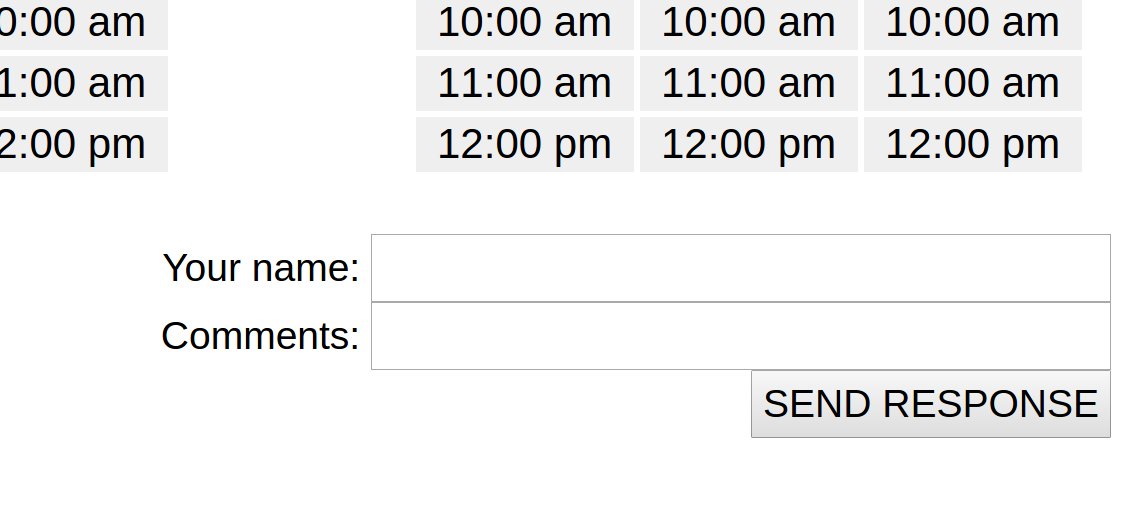 0:00 am 10:00 am 10:00 am 10:00 am
1:00 am 11:00 am 11:00 am 11:00 am
2:00 pm 12:00 pm 12:00 pm 12:00 pm
Your name:
Comments:
SEND RESPONSE